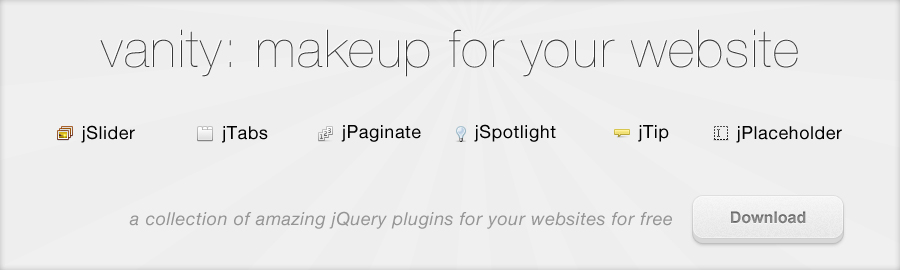 vanity: makeup for your website
jSlider jTabs jPaginate jSpotlight jTip jPlaceholder
a collection of amazing jQuery plugins for your websites for free Download